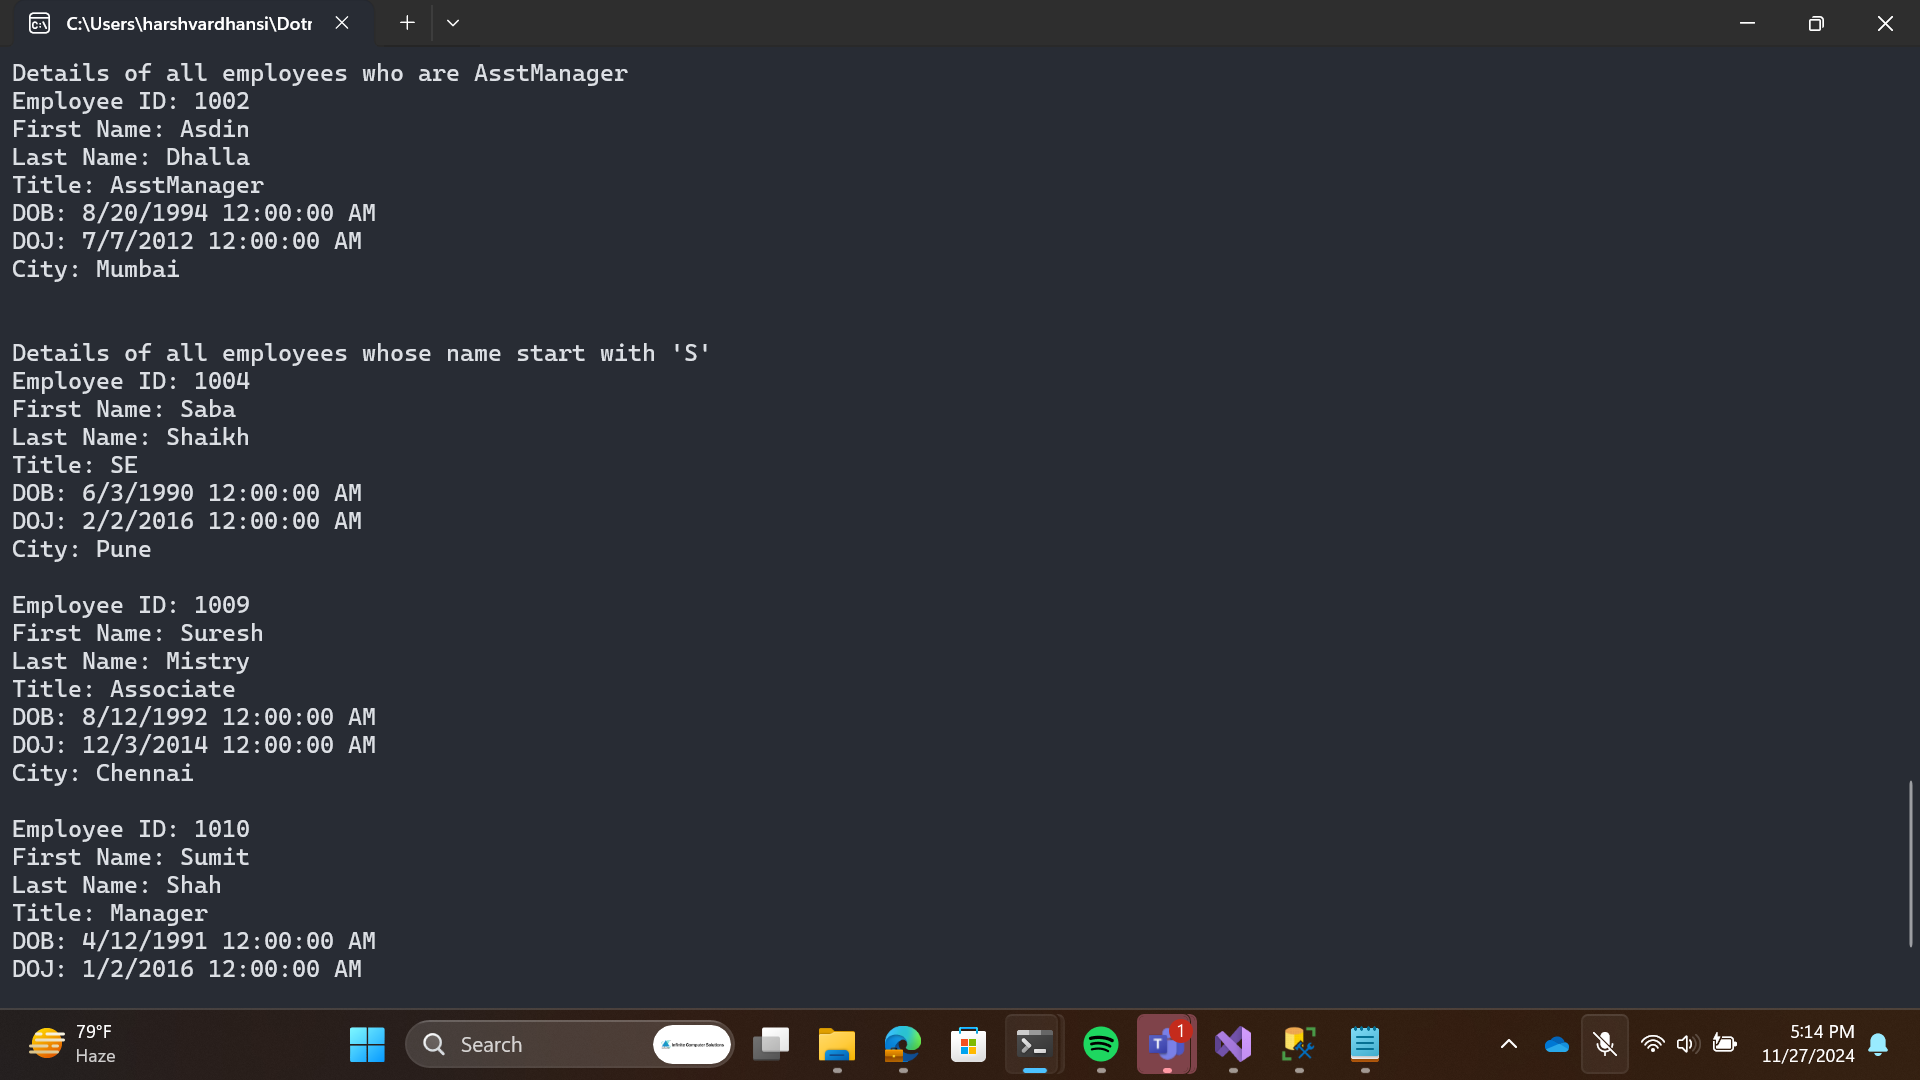 C:\Users\harshvardhansi\Dotr
Details of all employees who are AsstManager
Employee ID: 1002
First Name: Asdin
Last Name: Dhalla
Title: AsstManager
DOB: 8/20/1994 12:00:00 AM
DOJ: 7/7/2012 12:00:00 AM
City: Mumbai
Details of all employees whose name start with 'S'
Employee ID: 1004
First Name: Saba
Last Name: Shaikh
Title: SE
DOB: 6/3/1990 12:00:00 AM
DOJ: 2/2/2016 12:00:00 AM
City: Pune
Employee ID: 1009
First Name: Suresh
Last Name: Mistry
Title: Associate
DOB: 8/12/1992 12:00:00 AM
DOJ: 12/3/2014 12:00:00 AM
City: Chennai
Employee ID: 1010
First Name: Sumit
Last Name: Shah
Title: Manager
DOB: 4/12/1991 12:00:00 AM
DOJ: 1/2/2016 12:00:00 AM
79°F
Haze
Search
Infinite Computer Solutions
1
5:14 PM
11/27/2024